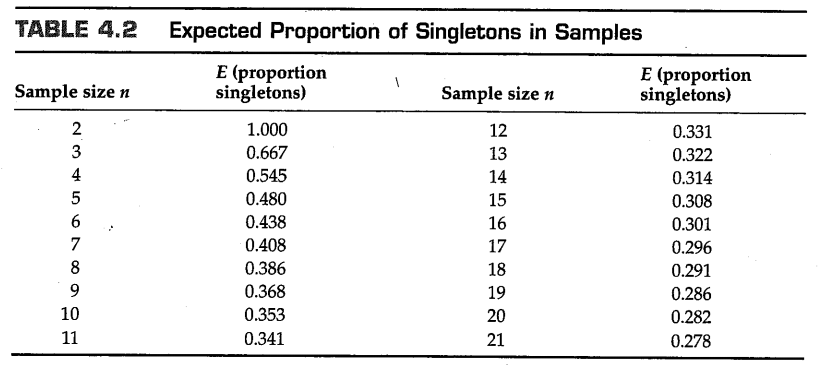 TABLE 4.2 Expected Proportion of Singletons in Samples
E (proportion E (proportion
Sample size n singletons) Sample size n singletons)
2 1.000 12 0.331
3 0.667 13 0.322
4 0.545 14 0.314
5 0.480 15 0.308
6 0.438 16 0.301
7 0.408 17 0.296
8 0.386 18 0.291
9 0.368 19 0.286
10 0.353 20 0.282
11 0.341 21 0.278